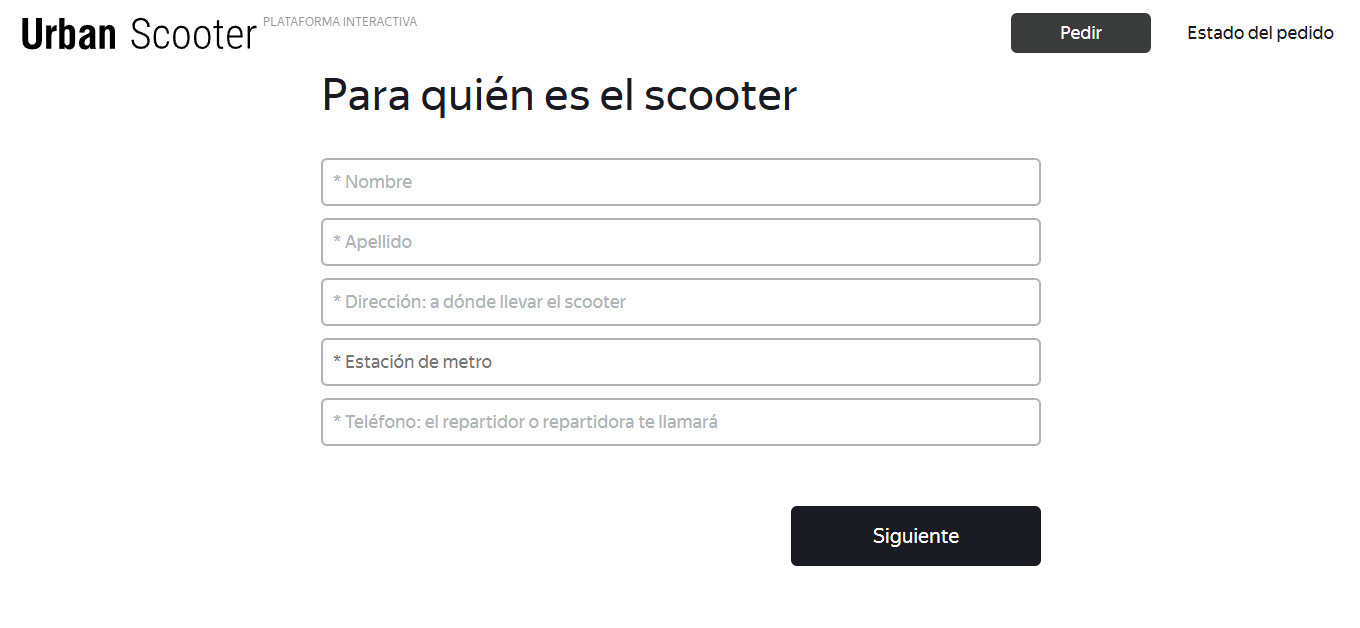 Urban Scooter PLATAFORMA INTERACTIVA
Pedir
Estado del pedido
Para quién es el scooter
* Nombre
* Apellido
* Dirección: a dónde llevar el scooter
* Estación de metro
* Teléfono: el repartidor o repartidora te llamará
Siguiente